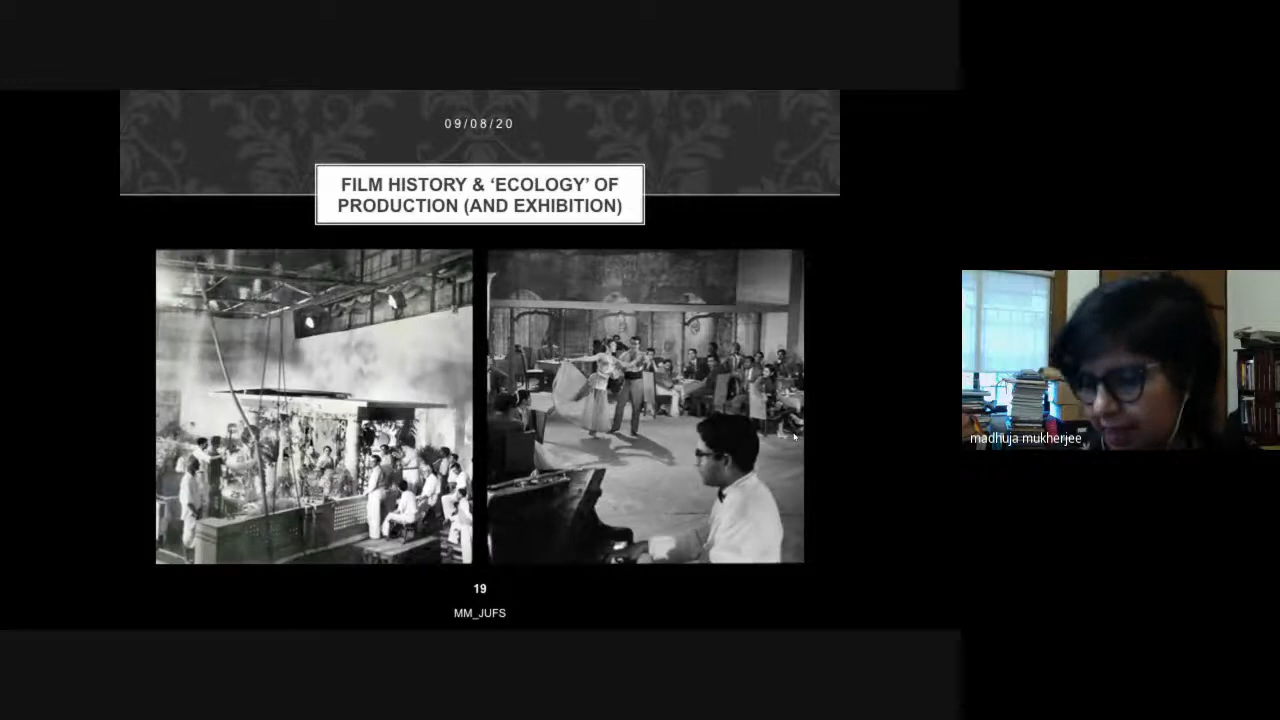 09/08/20
FILM HISTORY & ‘ECOLOGY’ OF
PRODUCTION (AND EXHIBITION)
madhuja mukherjee
19
MM_JUFS